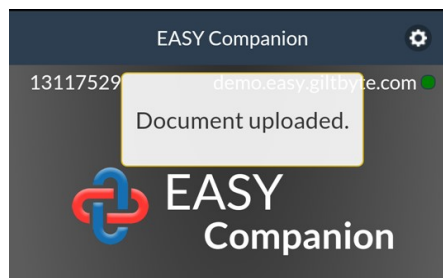 EASY Companion
13117529 demo.easy.giltbyte.com
Document uploaded.
EASY
Companion